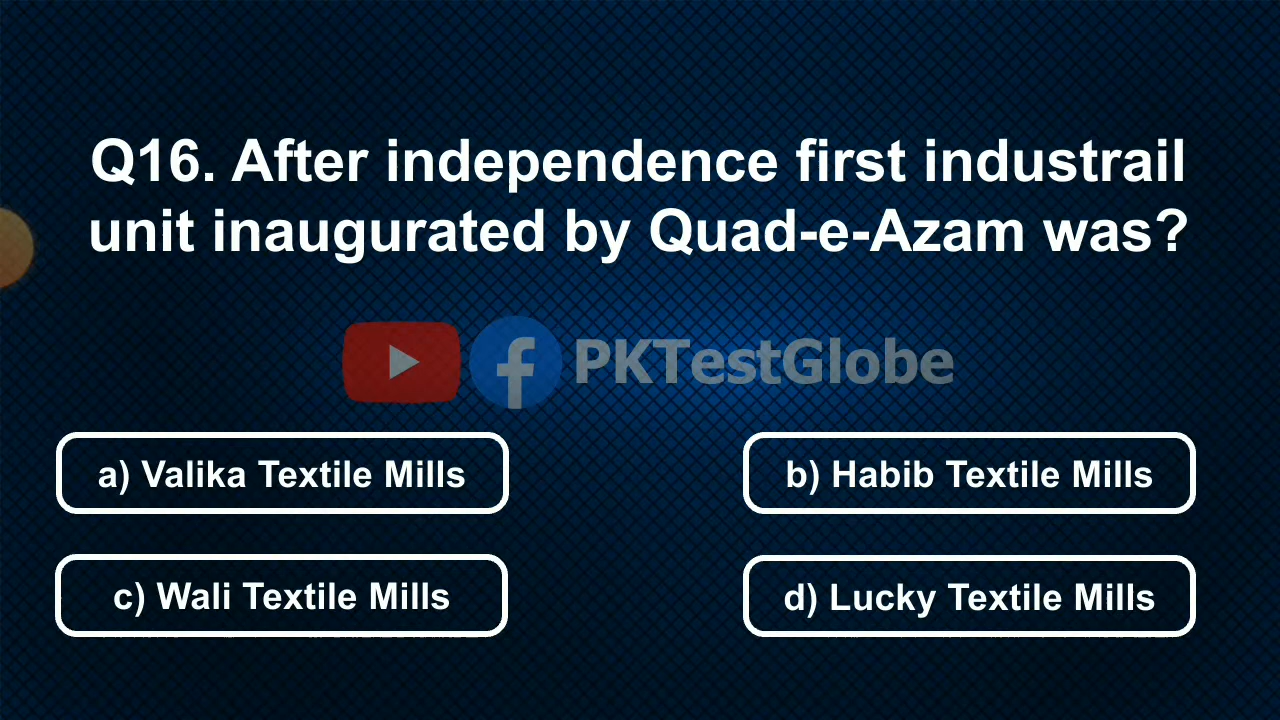 Q16. After independence first industrail
unit inaugurated by Quad-e-Azam was?
PKTestGlobe
a) Valika Textile Mills
b) Habib Textile Mills
c) Wali Textile Mills
d) Lucky Textile Mills